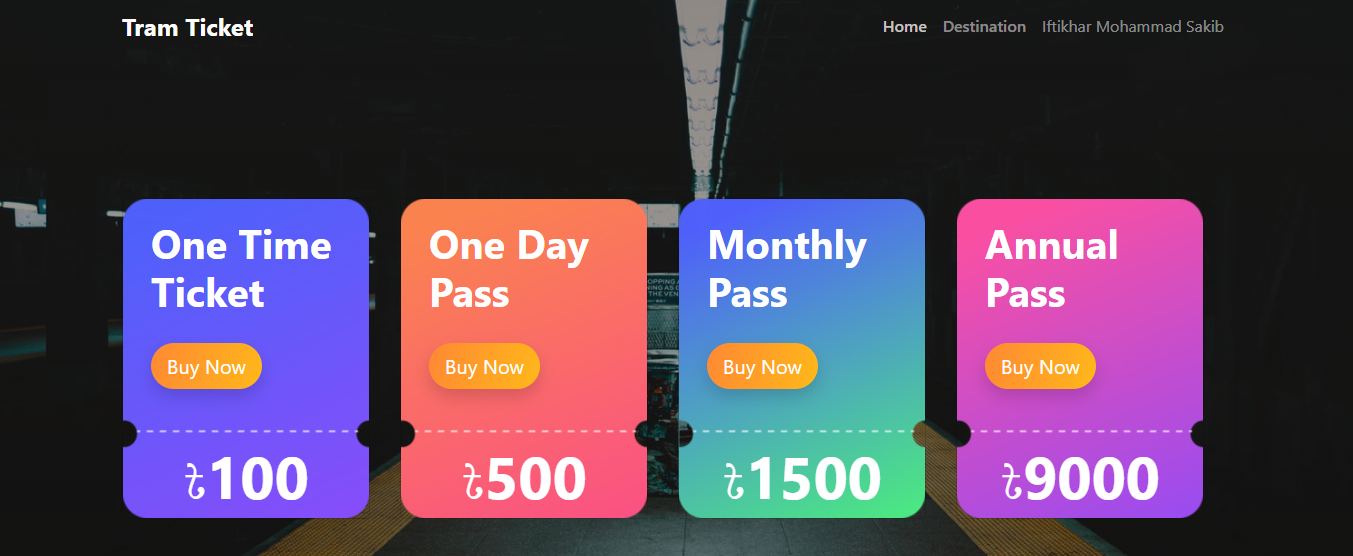 Tram Ticket
Home Destination Iftikhar Mohammad Sakib
One Time
Ticket
Buy Now
৳100
One Day
Pass
Buy Now
৳500
Monthly
Pass
Buy Now
৳1500
Annual
Pass
Buy Now
৳9000